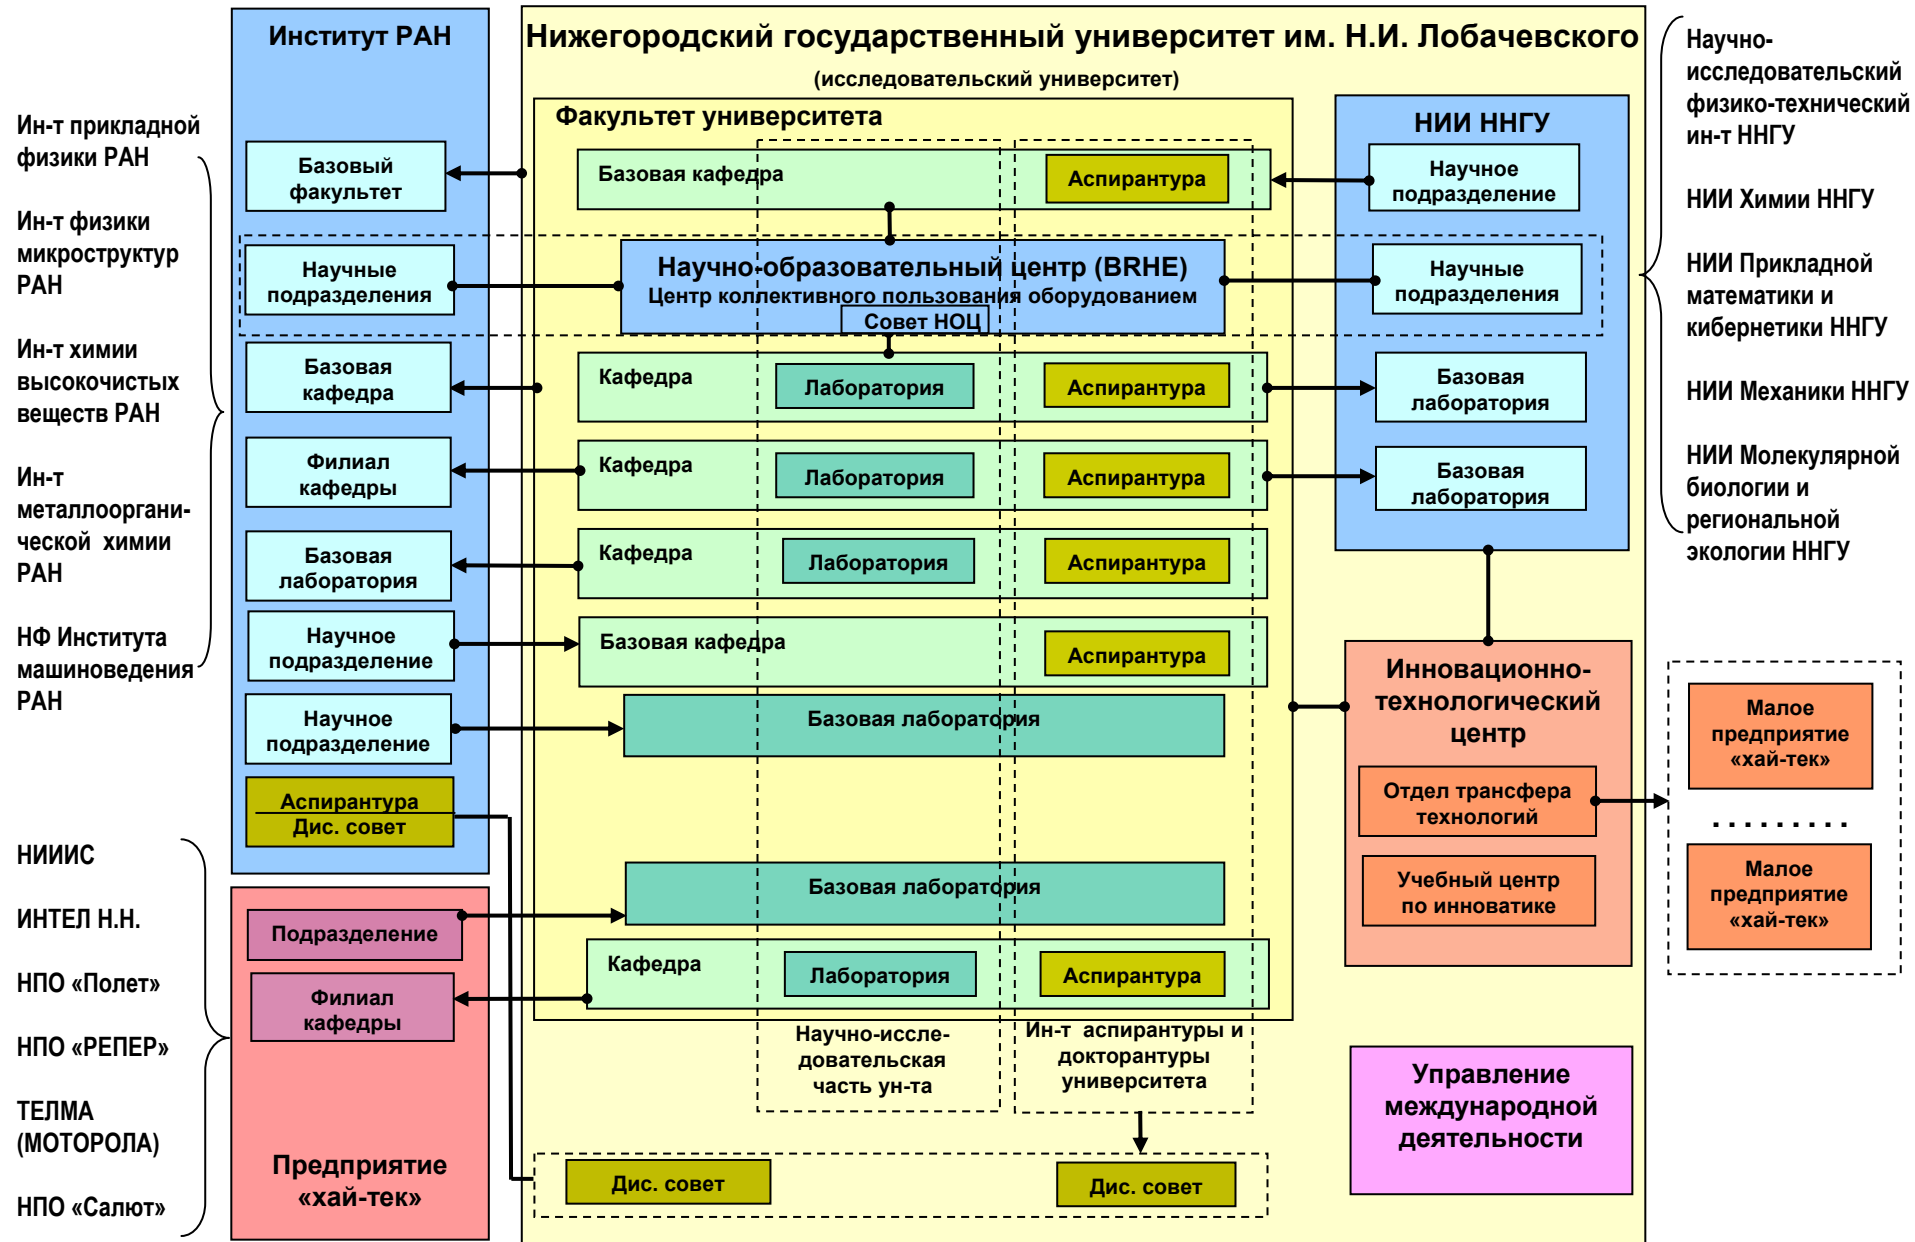 Ин-т прикладной
физики РАН
Ин-т физики
микроструктур
РАН
Ин-т химии
высокочистых
веществ РАН
Ин-т
металлооргани-
ческой химии
РАН
НФ Института
машиноведения
РАН
НИИИС
ИНТЕЛ Н.Н.
НПО «Полет»
НПО «РЕПЕР»
ТЕЛМА
(МОТОРОЛА)
НПО «Салют»
Институт РАН
Базовый
факультет
Научные
подразделения
Базовая
кафедра
Филиал
кафедры
Базовая
лаборатория
Научное
подразделение
Научное
подразделение
Аспирантура
Дис. совет
Подразделение
Филиал
кафедры
Предприятие
«хай-тек»
Нижегородский государственный университет им. Н.И. Лобачевского
(исследовательский университет)
Факультет университета
Базовая кафедра
Аспирантура
Научно-образовательный центр (BRHE)
Центр коллективного пользования оборудованием
Совет НОЦ
Кафедра
Лаборатория
Аспирантура
Кафедра
Лаборатория
Аспирантура
Кафедра
Лаборатория
Аспирантура
Базовая кафедра
Аспирантура
Базовая лаборатория
Базовая лаборатория
Кафедра
Лаборатория
Аспирантура
Научно-иссле-
довательская
часть ун-та
Ин-т аспирантуры и
докторантуры
университета
Дис. совет
Дис. совет
НИИ ННГУ
Научное
подразделение
Научные
подразделения
Базовая
лаборатория
Базовая
лаборатория
Инновационно-
технологический
центр
Отдел трансфера
технологий
Учебный центр
по инноватике
Управление
международной
деятельности
Научно-
исследовательский
физико-технический
ин-т ННГУ
НИИ Химии ННГУ
НИИ Прикладной
математики и
кибернетики ННГУ
НИИ Механики ННГУ
НИИ Молекулярной
биологии и
региональной
экологии ННГУ
Малое
предприятие
«хай-тек»
. . . . . . . . .
Малое
предприятие
«хай-тек»